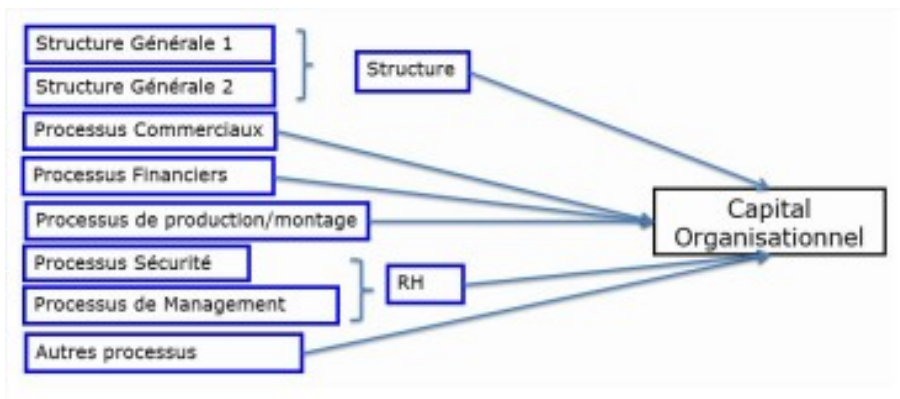 Structure Générale 1
Structure Générale 2
Structure
Processus Commerciaux
Processus Financiers
Processus de production/montage
Processus Sécurité
Processus de Management
RH
Autres processus
Capital
Organisationnel